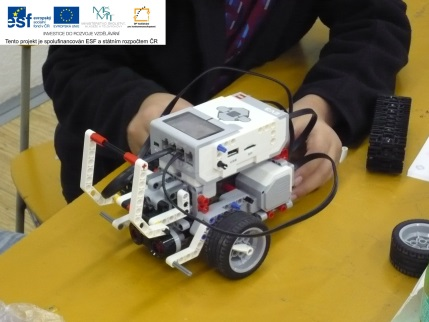 esf evropský
sociální
fond v ČR EVROPSKÁ UNIE
INVESTICE DO ROZVOJE VZDĚLÁVÁNÍ
Tento projekt je spolufinancován ESF a státním rozpočtem ČR